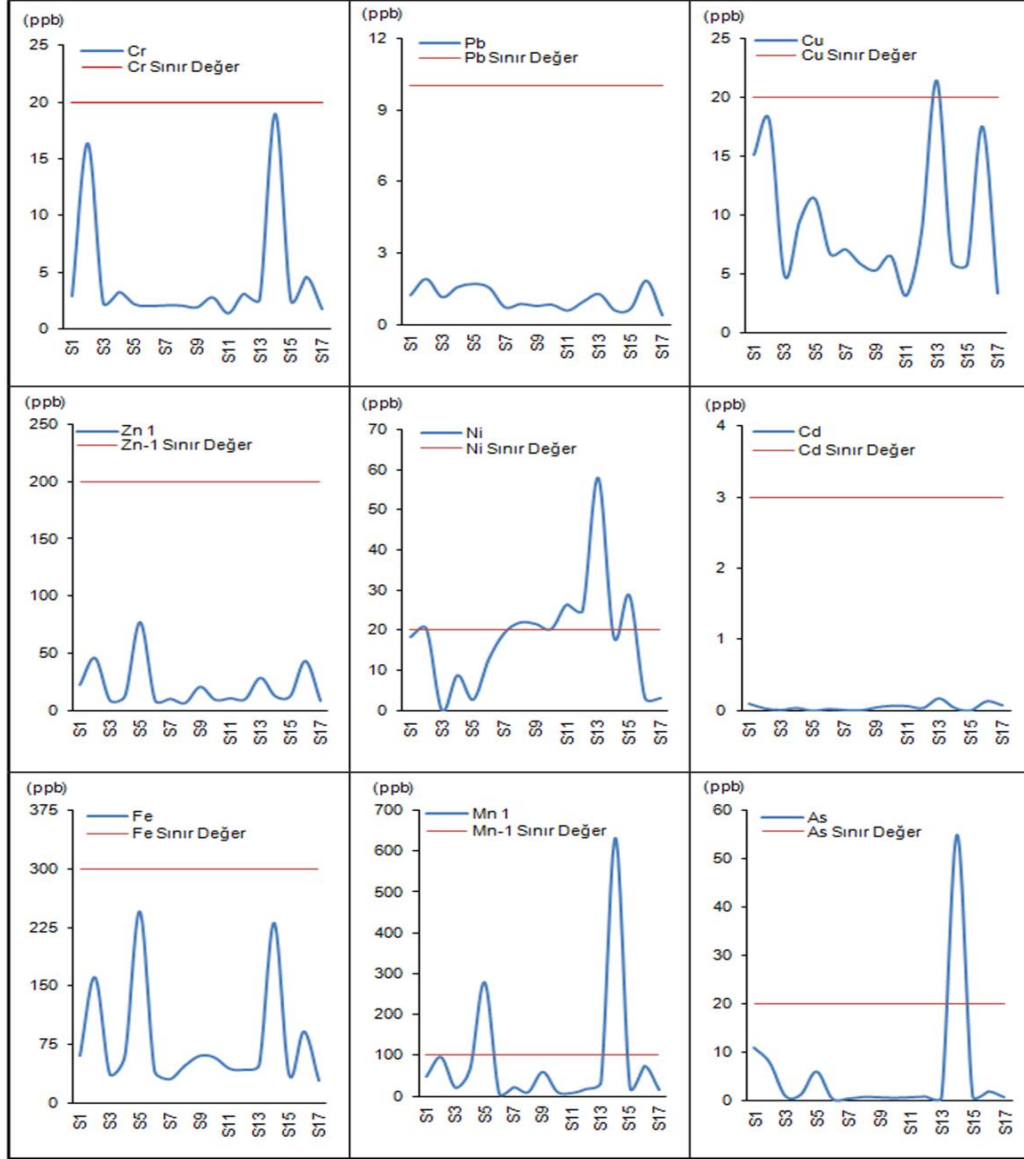 (ppb)
25
20
15
10
5
0
Cr
Cr Sınır Değer
S1
S3
S5
S7
S9
S11
S13
S15
S17
(ppb)
12
9
6
3
0
Pb
Pb Sınır Değer
S1
S3
S5
S7
S9
S11
S13
S15
S17
(ppb)
25
20
15
10
5
0
Cu
Cu Sınır Değer
S1
S3
S5
S7
S9
S11
S13
S15
S17
(ppb)
250
200
150
100
50
0
Zn 1
Zn-1 Sınır Değer
S1
S3
S5
S7
S9
S11
S13
S15
S17
(ppb)
70
60
50
40
30
20
10
0
Ni
Ni Sınır Değer
S1
S3
S5
S7
S9
S11
S13
S15
S17
(ppb)
4
3
2
1
0
Cd
Cd Sınır Değer
S1
S3
S5
S7
S9
S11
S13
S15
S17
(ppb)
375
300
225
150
75
0
Fe
Fe Sınır Değer
S1
S3
S5
S7
S9
S11
S13
S15
S17
(ppb)
700
600
500
400
300
200
100
0
Mn 1
Mn-1 Sınır Değer
S1
S3
S5
S7
S9
S11
S13
S15
S17
(ppb)
60
50
40
30
20
10
0
As
As Sınır Değer
S1
S3
S5
S7
S9
S11
S13
S15
S17